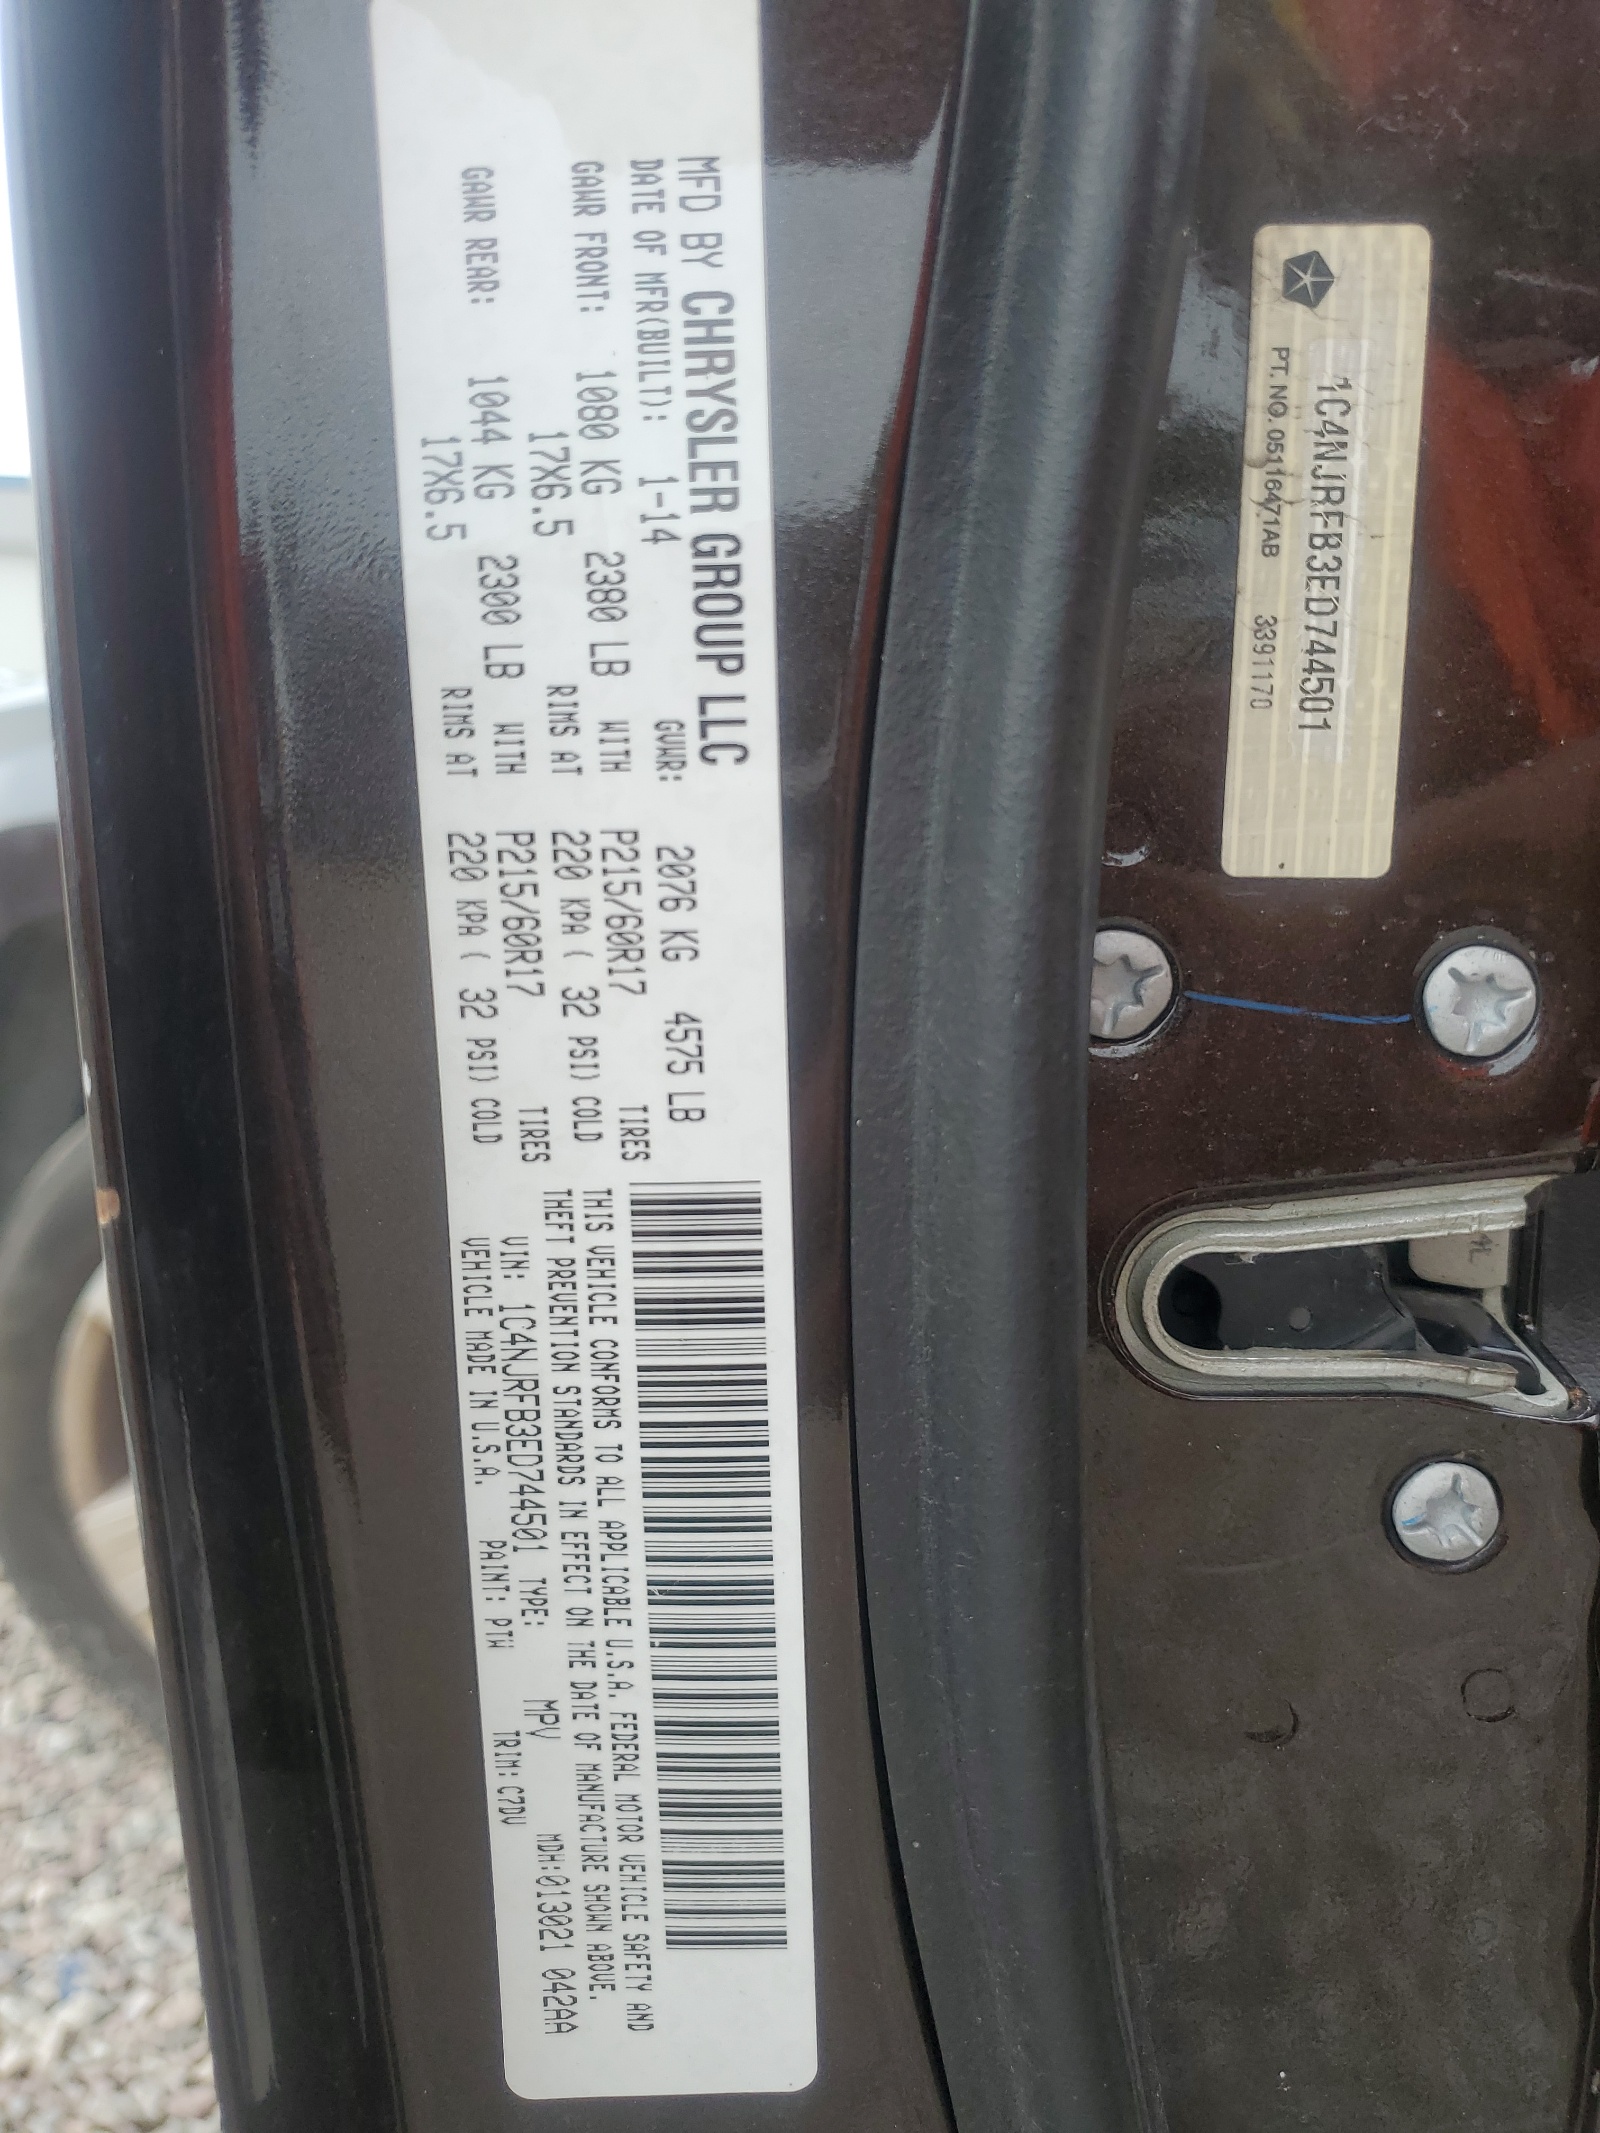 MFD BY CHRYSLER GROUP LLC
DATE OF MFR(BUILT): 1-14 GVWR: 2076 KG 4575 LB
GAWR FRONT: 1080 KG 2380 LB WITH P215/60R17 TIRES
17X6.5 RIMS AT 220 KPA ( 32 PSI) COLD
GAWR REAR: 1044 KG 2300 LB WITH P215/60R17 TIRES
17X6.5 RIMS AT 220 KPA ( 32 PSI) COLD
THIS VEHICLE CONFORMS TO ALL APPLICABLE U.S.A. FEDERAL MOTOR VEHICLE SAFETY AND
THEFT PREVENTION STANDARDS IN EFFECT ON THE DATE OF MANUFACTURE SHOWN ABOVE.
VIN: 1C4NJRFB3ED744501 TYPE: MPV MDH:013021 042AA
VEHICLE MADE IN U.S.A. PAINT: PTW TRIM: C7DV
1C4NJRFB3ED744501
PT. NO. 05116471AB 3391170